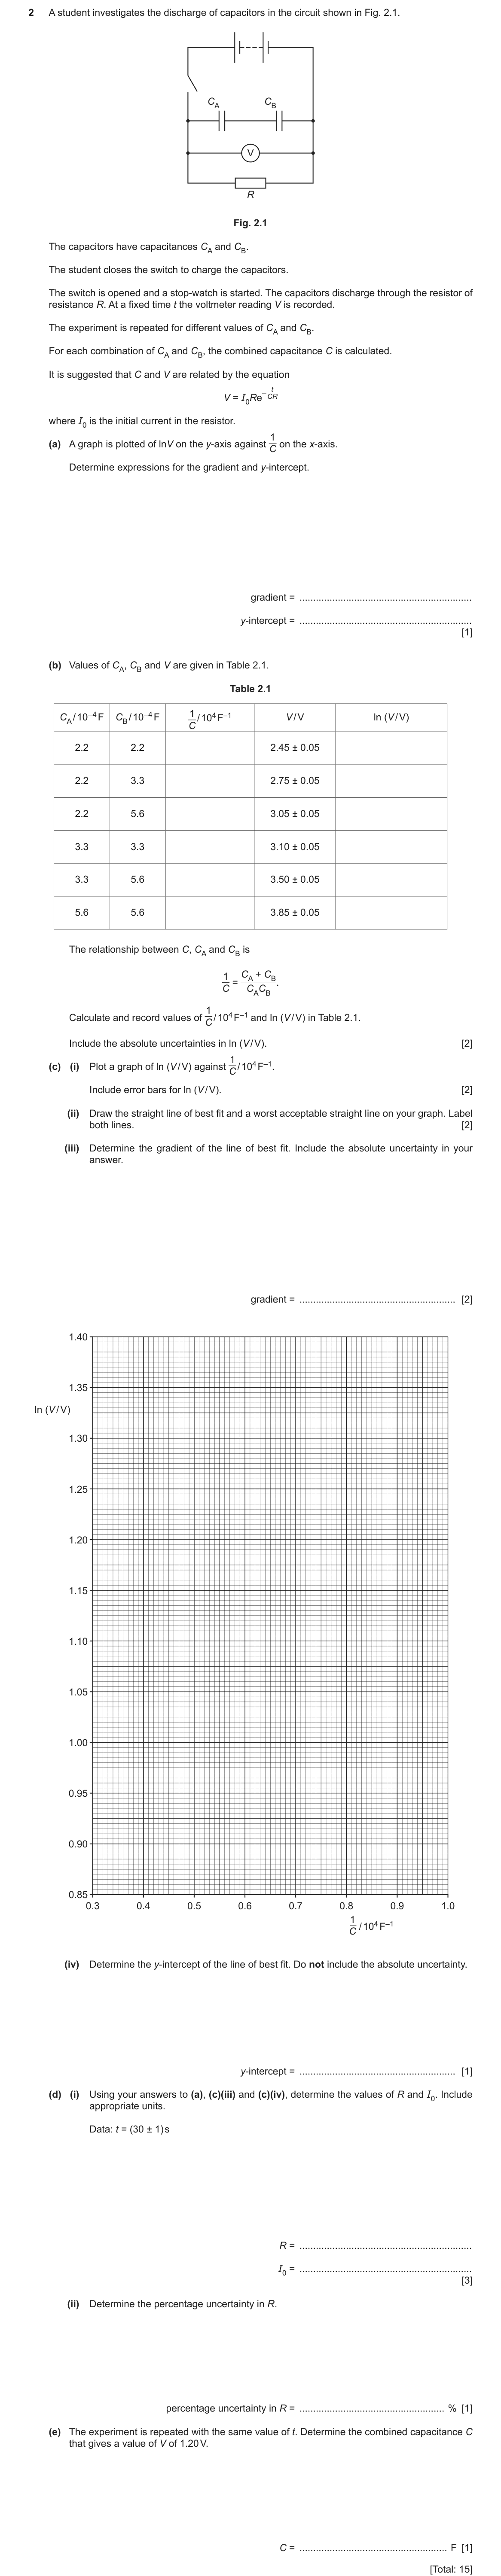 2 A student investigates the discharge of capacitors in the circuit shown in Fig. 2.1.
C_A C_B
V
R
Fig. 2.1
The capacitors have capacitances C_A and C_B.
The student closes the switch to charge the capacitors.
The switch is opened and a stop-watch is started. The capacitors discharge through the resistor of
resistance R. At a fixed time t the voltmeter reading V is recorded.
The experiment is repeated for different values of C_A and C_B.
For each combination of C_A and C_B, the combined capacitance C is calculated.
It is suggested that C and V are related by the equation
V = I_0Re^(−t/CR)
where I_0 is the initial current in the resistor.
(a) A graph is plotted of ln V on the y-axis against 1/C on the x-axis.
Determine expressions for the gradient and y-intercept.
gradient = ..............................................................
y-intercept = ..............................................................
[1]
(b) Values of C_A, C_B and V are given in Table 2.1.
Table 2.1
C_A / 10⁻⁴ F C_B / 10⁻⁴ F 1/C / 10⁴ F⁻¹ V / V ln (V / V)
2.2 2.2 2.45 ± 0.05
2.2 3.3 2.75 ± 0.05
2.2 5.6 3.05 ± 0.05
3.3 3.3 3.10 ± 0.05
3.3 5.6 3.50 ± 0.05
5.6 5.6 3.85 ± 0.05
The relationship between C, C_A and C_B is
1/C = (C_A + C_B)/(C_A C_B).
Calculate and record values of 1/C / 10⁴ F⁻¹ and ln (V / V) in Table 2.1.
Include the absolute uncertainties in ln (V / V). [2]
(c) (i) Plot a graph of ln (V / V) against 1/C / 10⁴ F⁻¹.
Include error bars for ln (V / V). [2]
(ii) Draw the straight line of best fit and a worst acceptable straight line on your graph. Label
both lines. [2]
(iii) Determine the gradient of the line of best fit. Include the absolute uncertainty in your
answer.
gradient = ......................................................... [2]
1.40
1.35
ln (V / V)
1.30
1.25
1.20
1.15
1.10
1.05
1.00
0.95
0.90
0.85
0.3 0.4 0.5 0.6 0.7 0.8 0.9 1.0
1/C / 10⁴ F⁻¹
(iv) Determine the y-intercept of the line of best fit. Do not include the absolute uncertainty.
y-intercept = ......................................................... [1]
(d) (i) Using your answers to (a), (c)(iii) and (c)(iv), determine the values of R and I_0. Include
appropriate units.
Data: t = (30 ± 1) s
R = ..............................................................
I_0 = ..............................................................
[3]
(ii) Determine the percentage uncertainty in R.
percentage uncertainty in R = ..................................................... % [1]
(e) The experiment is repeated with the same value of t. Determine the combined capacitance C
that gives a value of V of 1.20 V.
C = ...................................................... F [1]
[Total: 15]